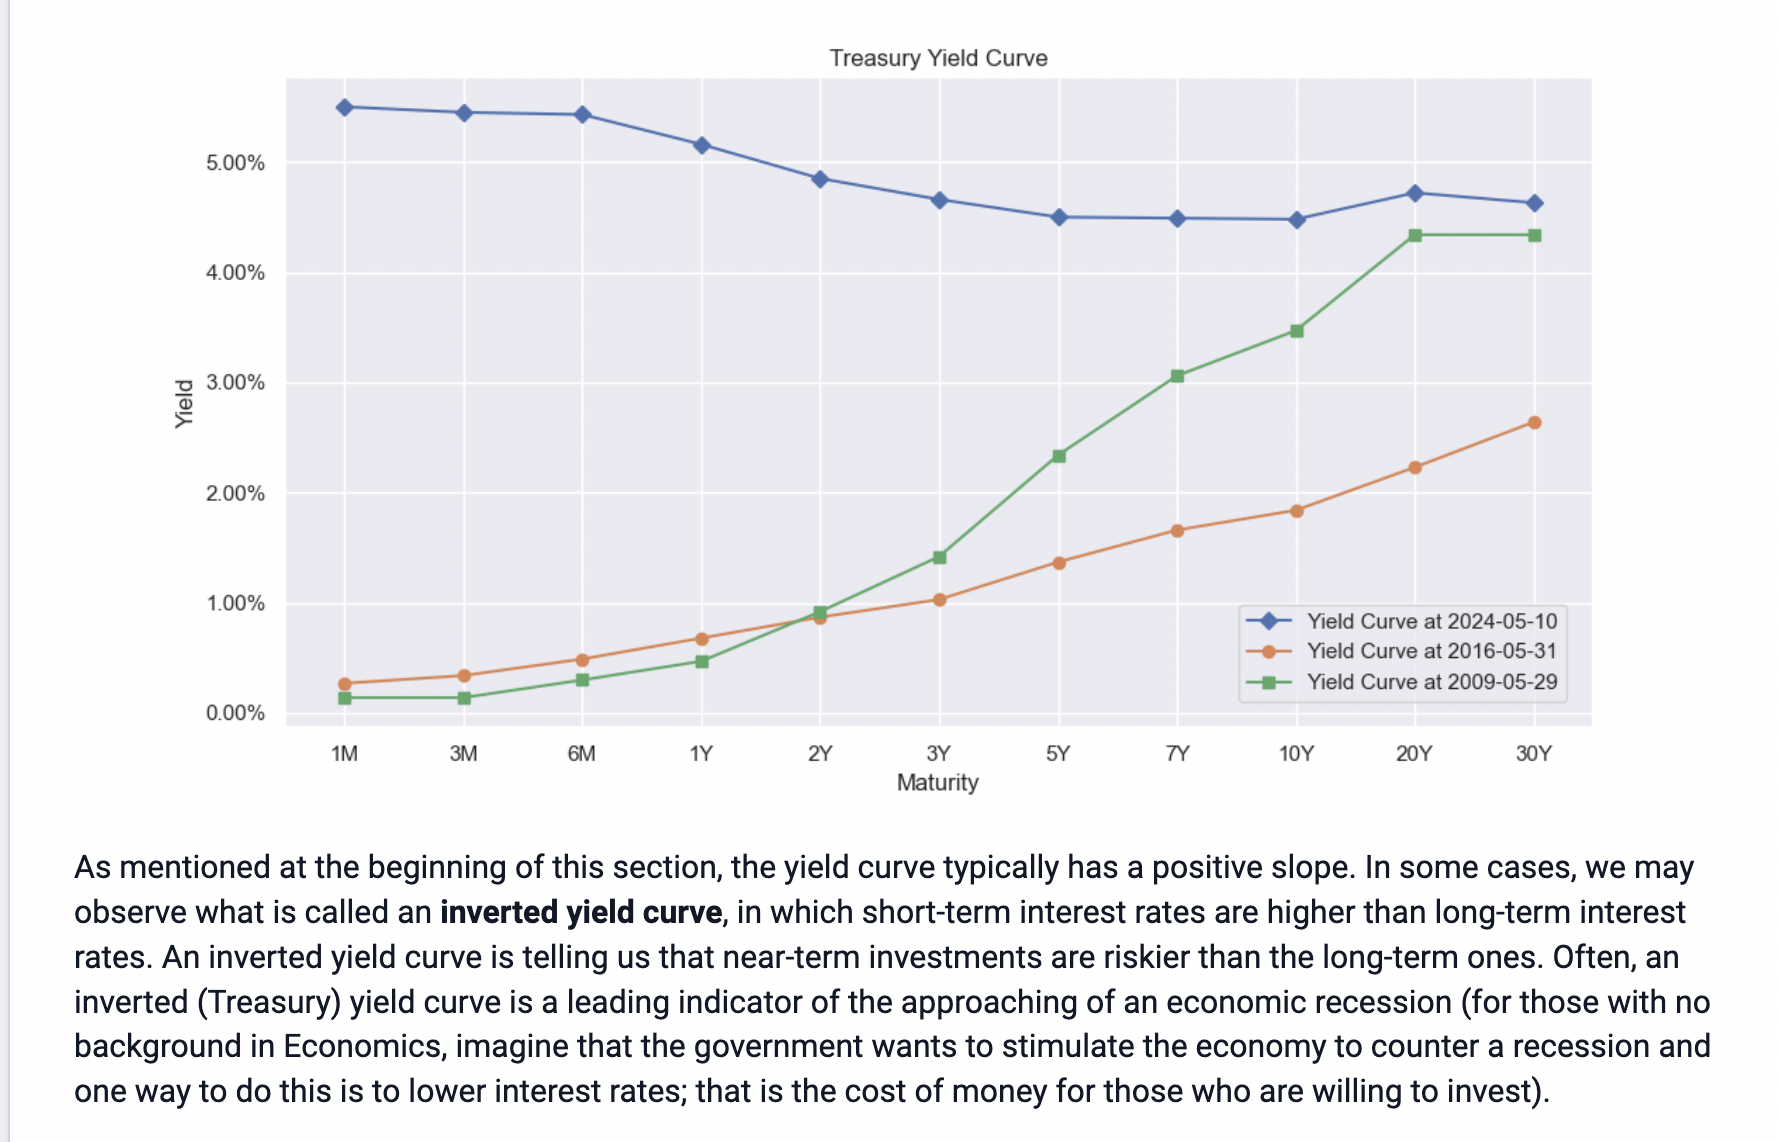 Treasury Yield Curve
5.00%
4.00%
3.00%
2.00%
1.00%
0.00%
Yield
1M 3M 6M 1Y 2Y 3Y 5Y 7Y 10Y 20Y 30Y
Maturity
Yield Curve at 2024-05-10
Yield Curve at 2016-05-31
Yield Curve at 2009-05-29
As mentioned at the beginning of this section, the yield curve typically has a positive slope. In some cases, we may
observe what is called an inverted yield curve, in which short-term interest rates are higher than long-term interest
rates. An inverted yield curve is telling us that near-term investments are riskier than the long-term ones. Often, an
inverted (Treasury) yield curve is a leading indicator of the approaching of an economic recession (for those with no
background in Economics, imagine that the government wants to stimulate the economy to counter a recession and
one way to do this is to lower interest rates; that is the cost of money for those who are willing to invest).